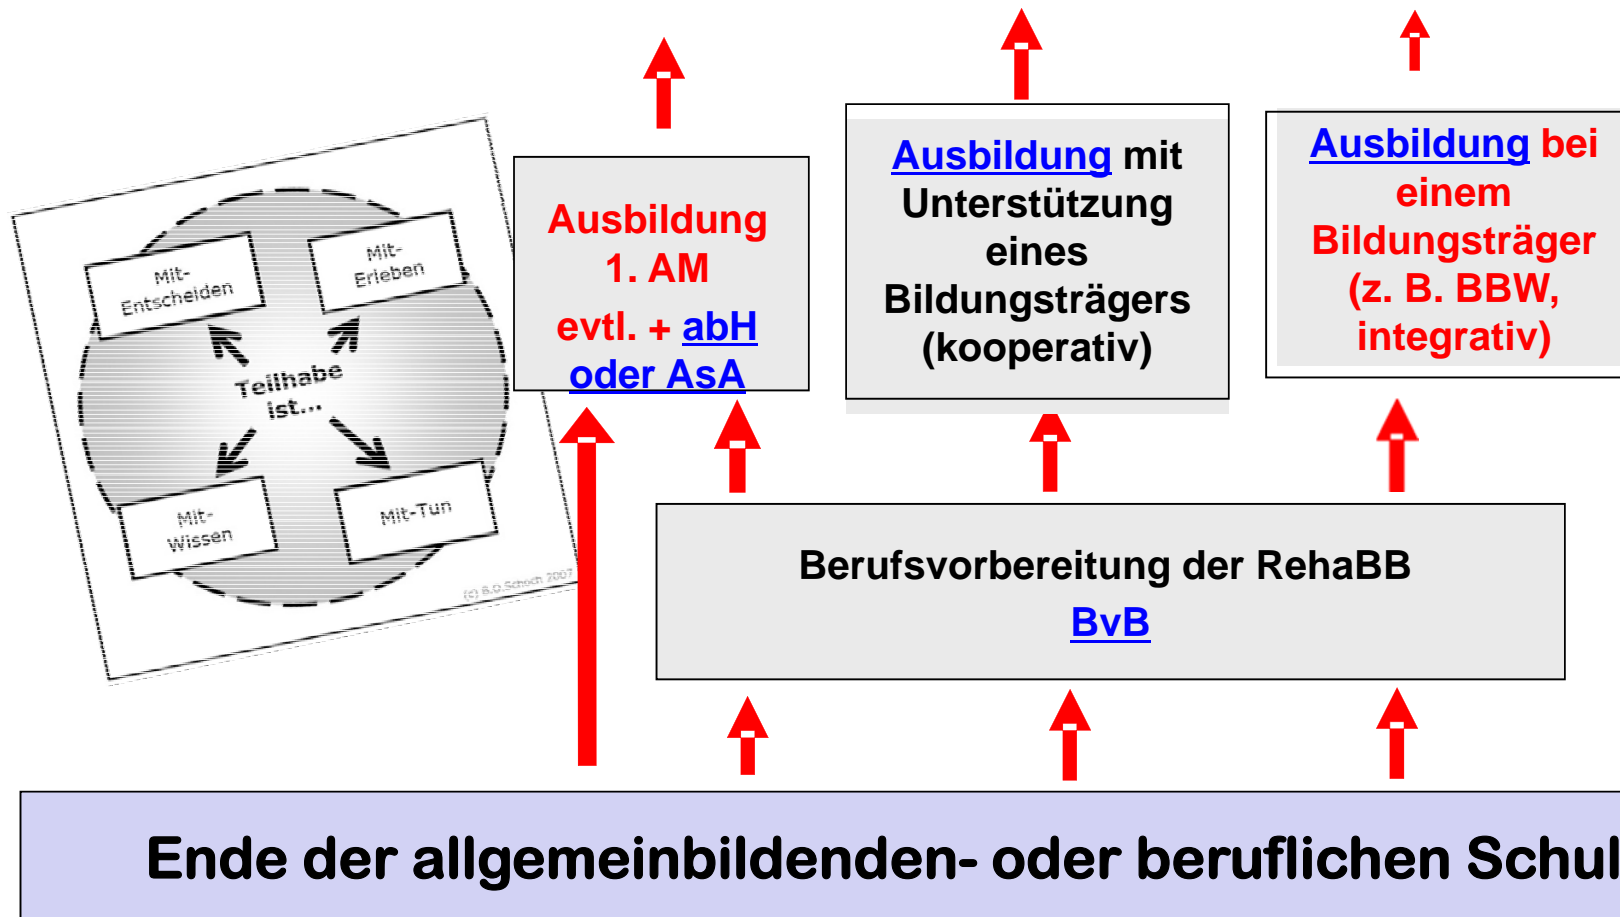 Mit-
Entscheiden
Mit-
Erleben
Teilhabe
ist...
Mit-
Wissen
Mit-Tun
(c) B.O.Schoch 2007
Ausbildung
1. AM
evtl. + abH
oder AsA
Ausbildung mit
Unterstützung
eines
Bildungsträgers
(kooperativ)
Ausbildung bei
einem
Bildungsträger
(z. B. BBW,
integrativ)
Berufsvorbereitung der RehaBB
BvB
Ende der allgemeinbildenden- oder beruflichen Schul